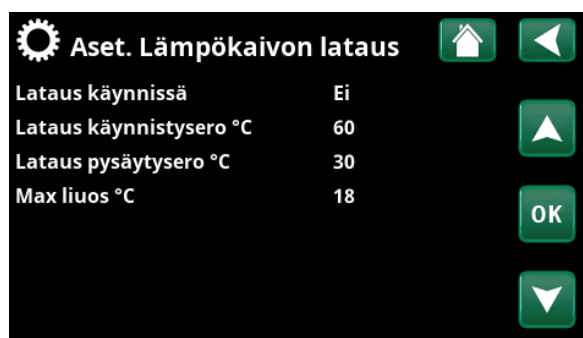 Aset. Lämpökaivon lataus
Lataus käynnissä Ei
Lataus käynnistysero °C 60
Lataus pysäytysero °C 30
Max liuos °C 18
OK